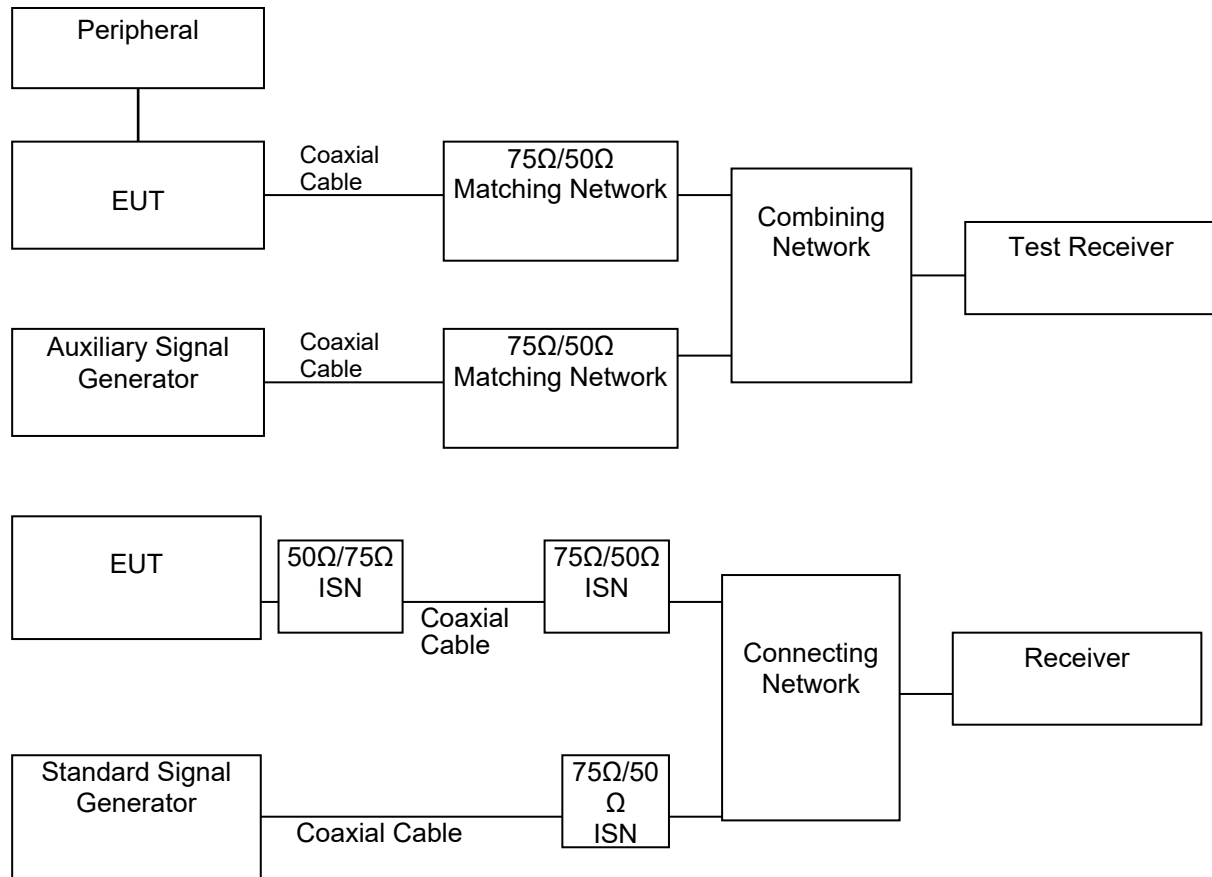 Peripheral
EUT
Coaxial
Cable
75Ω/50Ω
Matching Network
Combining
Network
Test Receiver
Auxiliary Signal
Generator
Coaxial
Cable
75Ω/50Ω
Matching Network
EUT
50Ω/75Ω
ISN
Coaxial
Cable
75Ω/50Ω
ISN
Connecting
Network
Receiver
Standard Signal
Generator
Coaxial Cable
75Ω/50
Ω
ISN